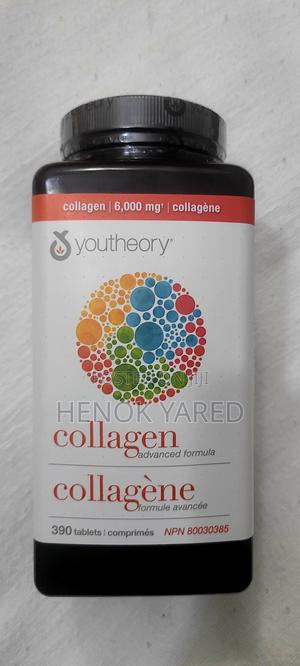 collagen | 6,000 mg† | collagène
youtheory®
HENOK YARED
collagen
advanced formula
collagène
formule avancée
390 tablets | comprimés NPN 80030385